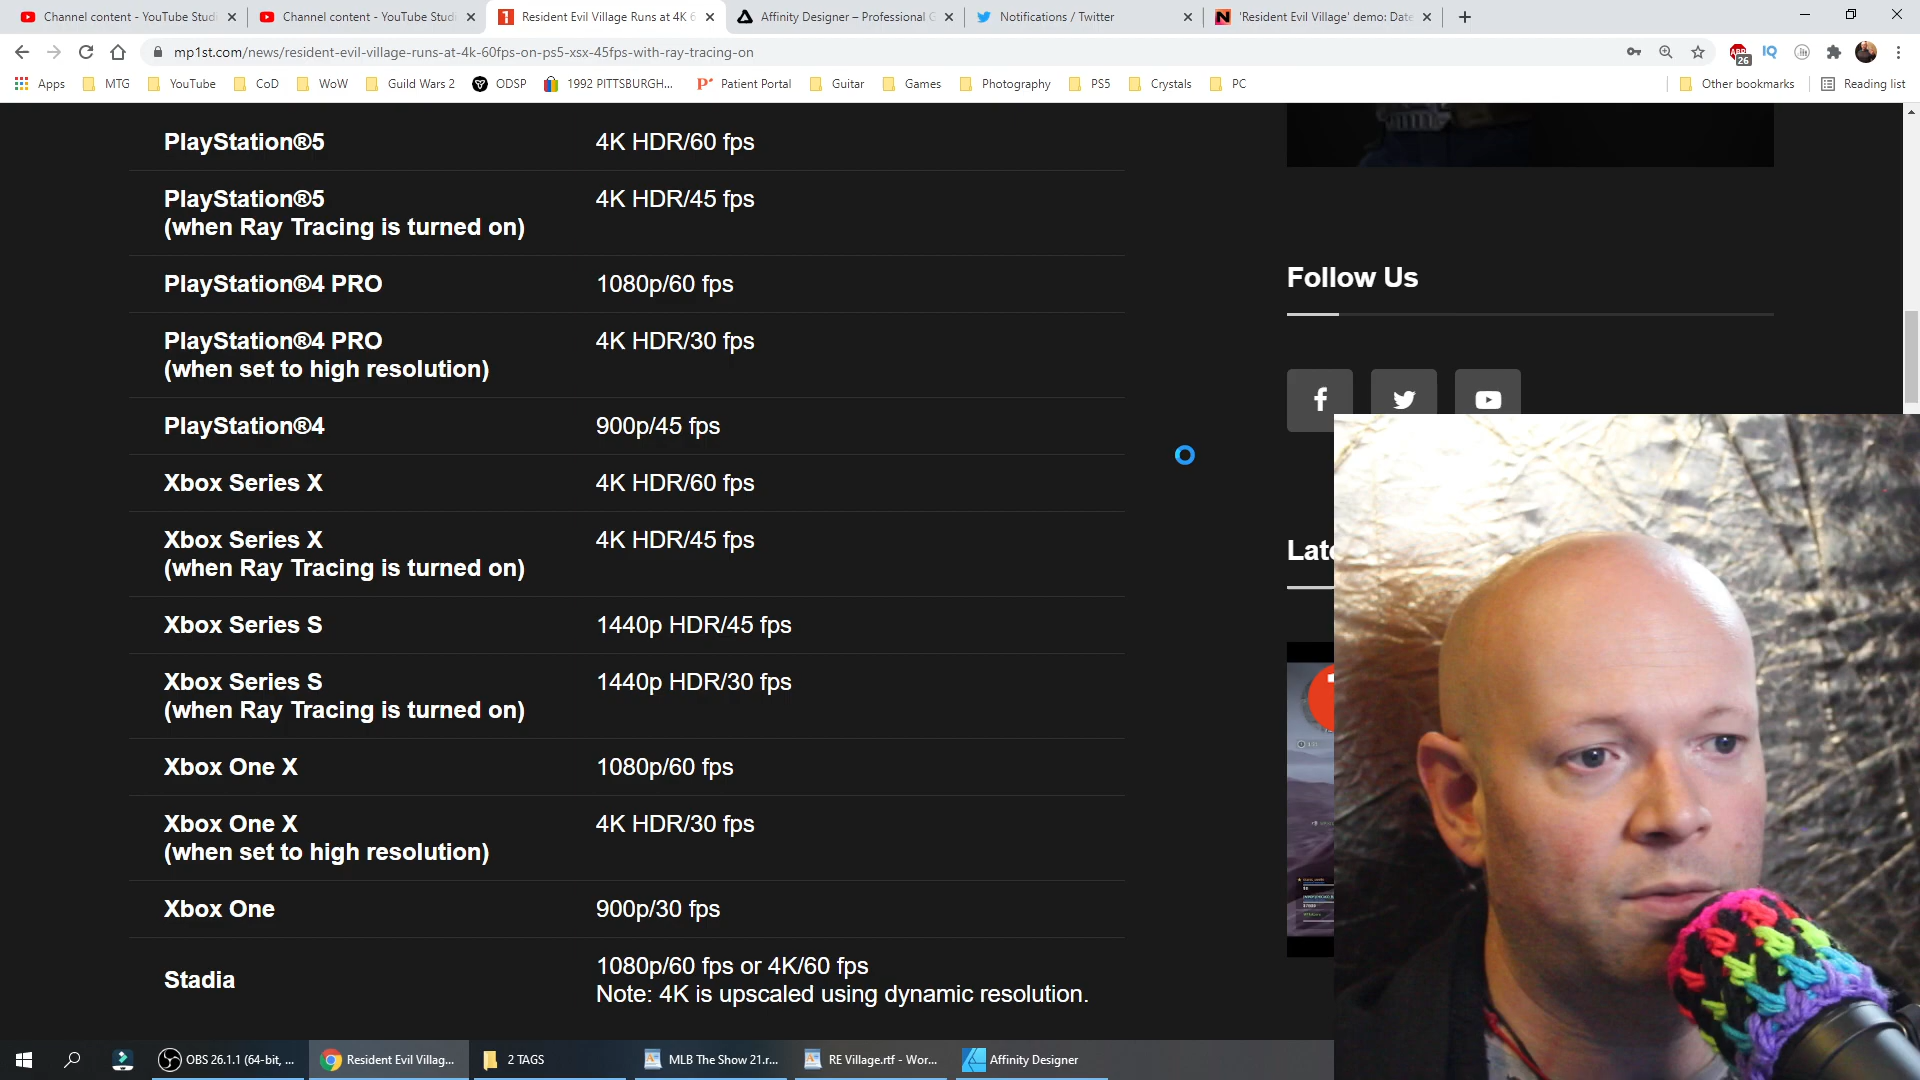 Channel content - YouTube Studi
Channel content - YouTube Studi
Resident Evil Village Runs at 4K 6
Affinity Designer – Professional G
Notifications / Twitter
'Resident Evil Village' demo: Date
mp1st.com/news/resident-evil-village-runs-at-4k-60fps-on-ps5-xsx-45fps-with-ray-tracing-on
26
IQ
Apps
MTG
YouTube
CoD
WoW
Guild Wars 2
ODSP
1992 PITTSBURGH...
Patient Portal
Guitar
Games
Photography
PS5
Crystals
PC
Other bookmarks
Reading list
PlayStation®5 4K HDR/60 fps
PlayStation®5 4K HDR/45 fps
(when Ray Tracing is turned on)
PlayStation®4 PRO 1080p/60 fps
PlayStation®4 PRO 4K HDR/30 fps
(when set to high resolution)
PlayStation®4 900p/45 fps
Xbox Series X 4K HDR/60 fps
Xbox Series X 4K HDR/45 fps
(when Ray Tracing is turned on)
Xbox Series S 1440p HDR/45 fps
Xbox Series S 1440p HDR/30 fps
(when Ray Tracing is turned on)
Xbox One X 1080p/60 fps
Xbox One X 4K HDR/30 fps
(when set to high resolution)
Xbox One 900p/30 fps
Stadia 1080p/60 fps or 4K/60 fps
Note: 4K is upscaled using dynamic resolution.
Follow Us
OBS 26.1.1 (64-bit, ...
Resident Evil Villag...
2 TAGS
MLB The Show 21.r...
RE Village.rtf - Wor...
Affinity Designer